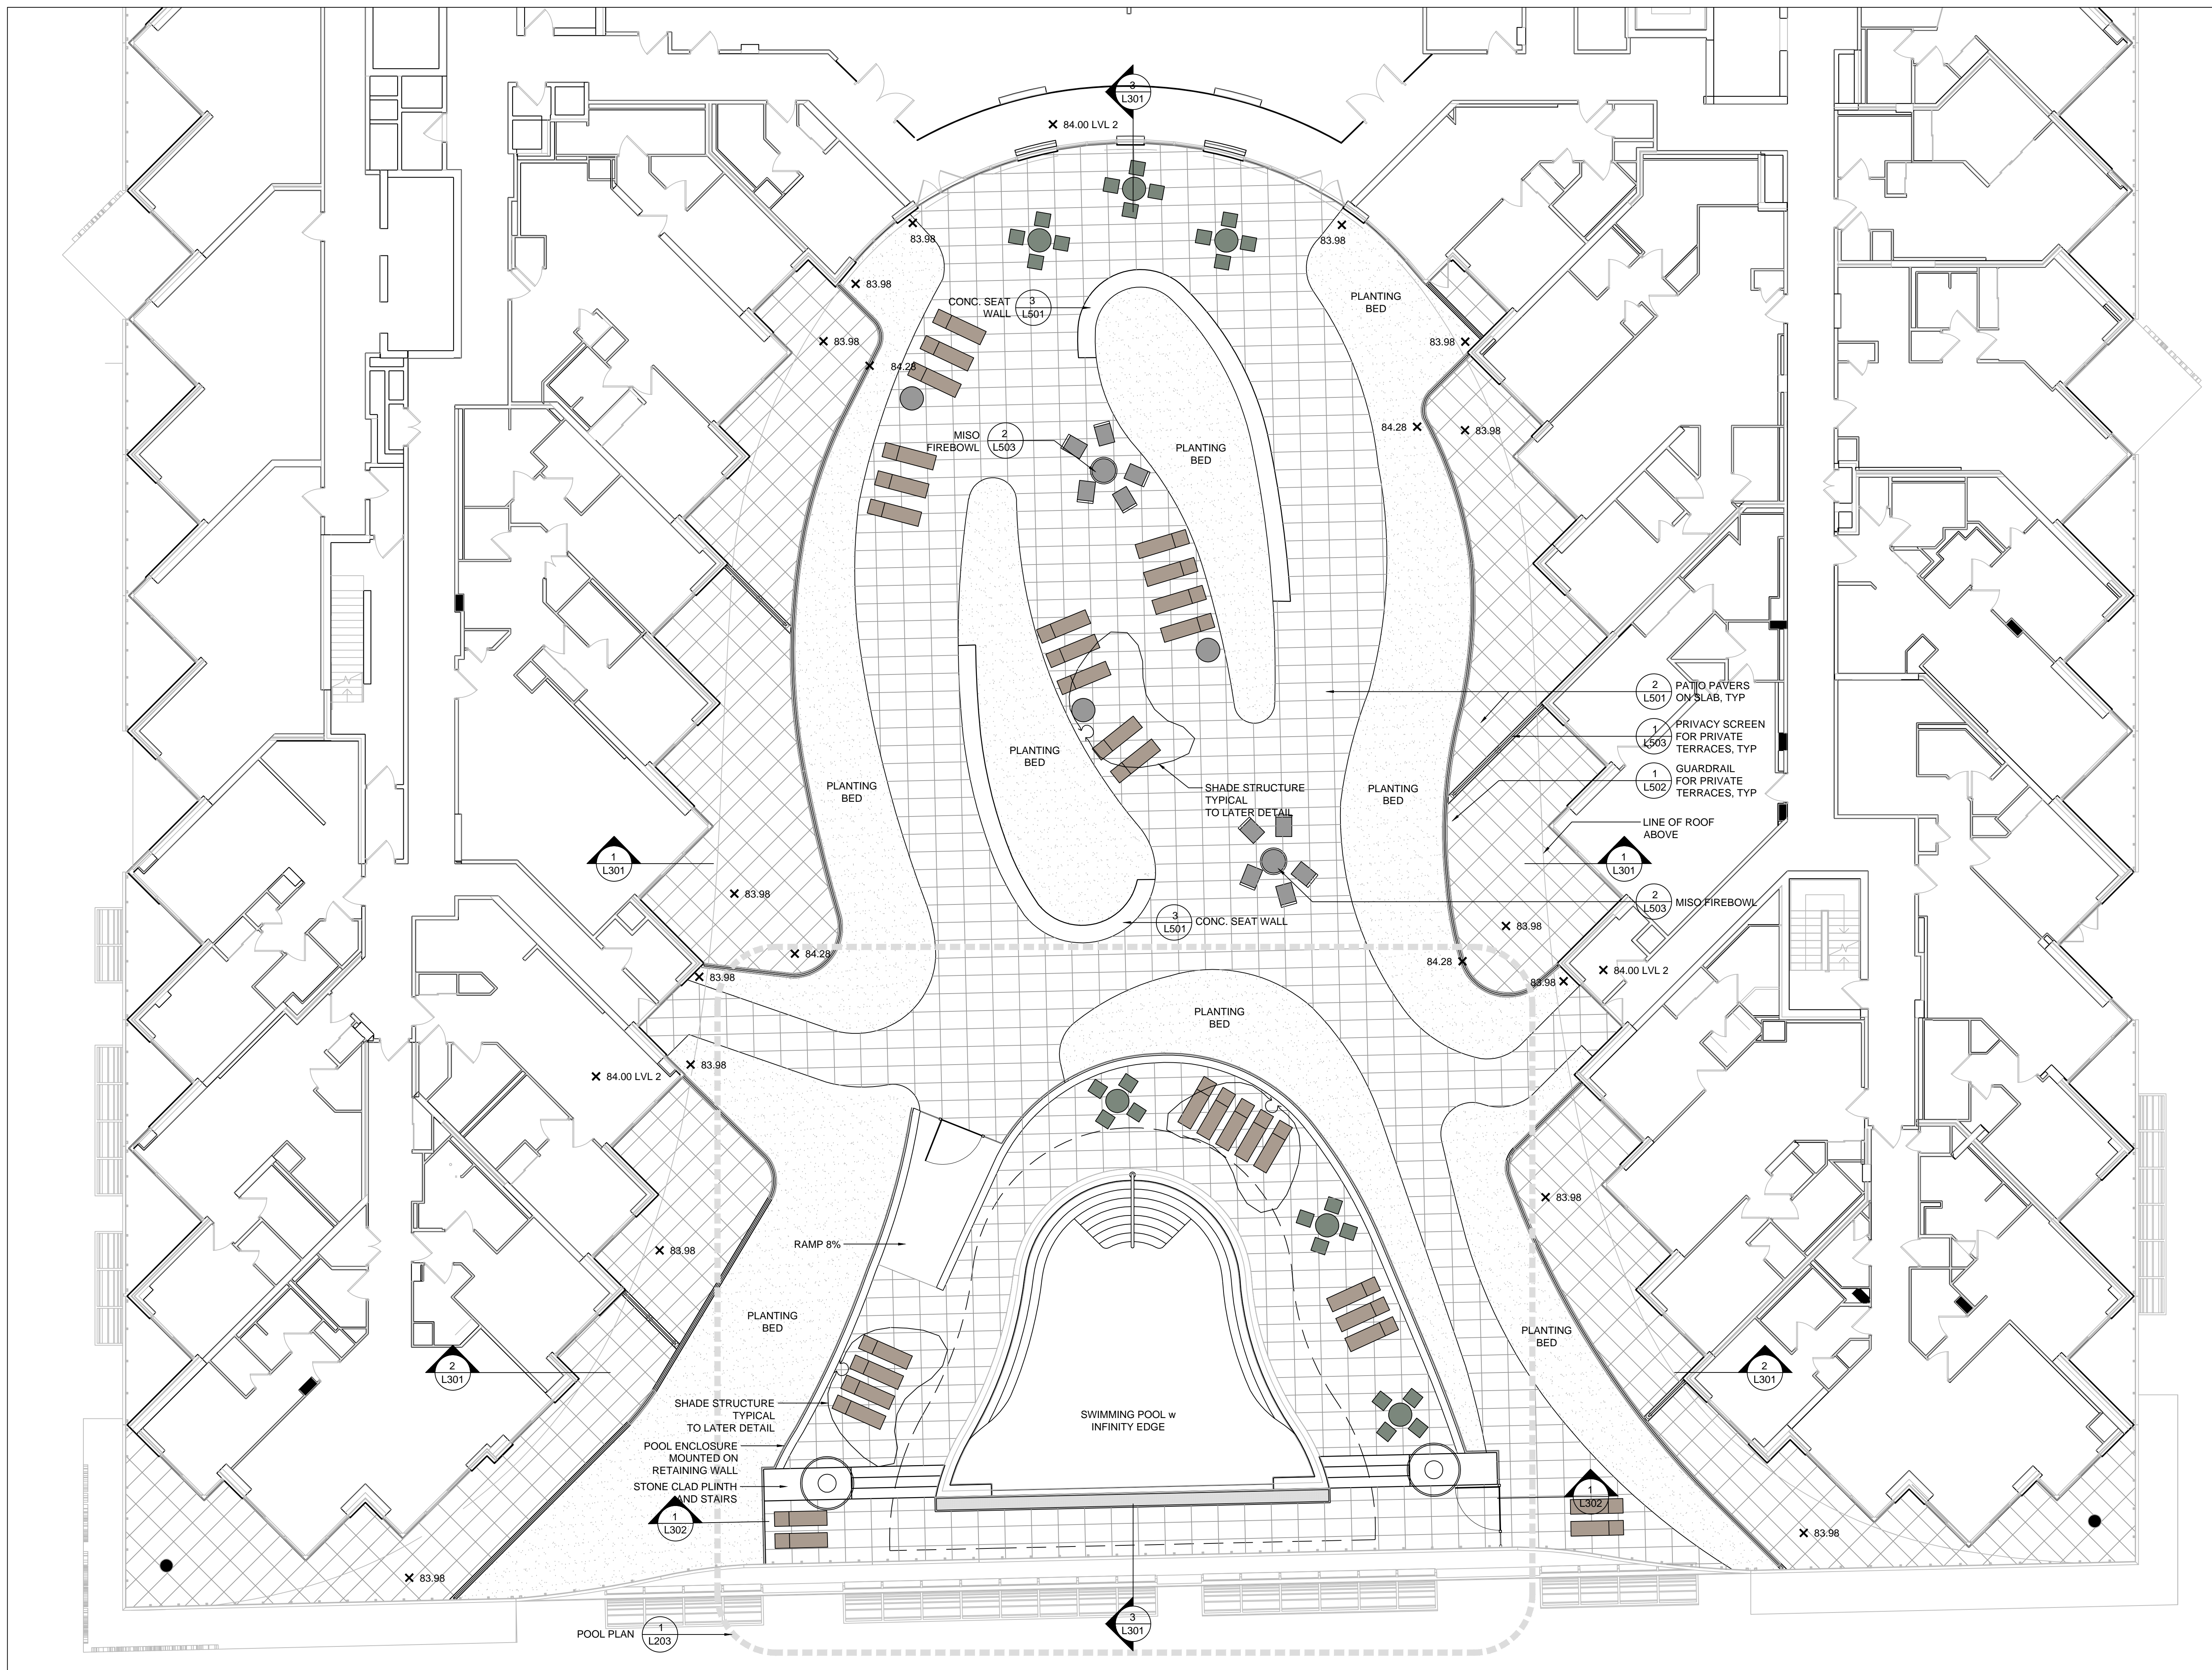 3
L301
84.00 LVL 2
83.98
83.98
83.98
CONC. SEAT
WALL
3
L501
PLANTING
BED
83.98
83.98
84.28
84.28
83.98
MISO
FIREBOWL
2
L503
PLANTING
BED
2
L501
PATIO PAVERS
ON SLAB, TYP
1
L503
PRIVACY SCREEN
FOR PRIVATE
TERRACES, TYP
1
L502
GUARDRAIL
FOR PRIVATE
TERRACES, TYP
PLANTING
BED
PLANTING
BED
PLANTING
BED
SHADE STRUCTURE
TYPICAL
TO LATER DETAIL
LINE OF ROOF
ABOVE
1
L301
1
L301
83.98
2
L503
MISO FIREBOWL
3
L501
CONC. SEAT WALL
83.98
84.28
84.28
83.98
83.98
84.00 LVL 2
PLANTING
BED
83.98
84.00 LVL 2
83.98
83.98
RAMP 8%
PLANTING
BED
PLANTING
BED
2
L301
2
L301
SHADE STRUCTURE
TYPICAL
TO LATER DETAIL
SWIMMING POOL w
INFINITY EDGE
POOL ENCLOSURE
MOUNTED ON
RETAINING WALL
STONE CLAD PLINTH
AND STAIRS
1
L302
1
L302
83.98
83.98
POOL PLAN
1
L203
3
L301